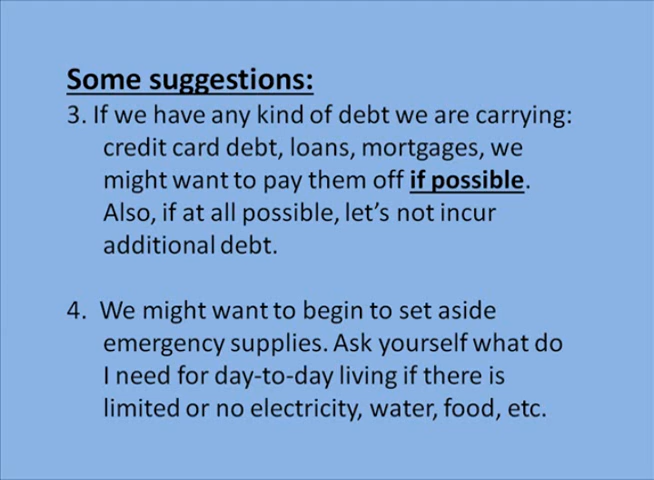 Some suggestions:
3. If we have any kind of debt we are carrying:
credit card debt, loans, mortgages, we
might want to pay them off if possible.
Also, if at all possible, let’s not incur
additional debt.
4. We might want to begin to set aside
emergency supplies. Ask yourself what do
I need for day-to-day living if there is
limited or no electricity, water, food, etc.